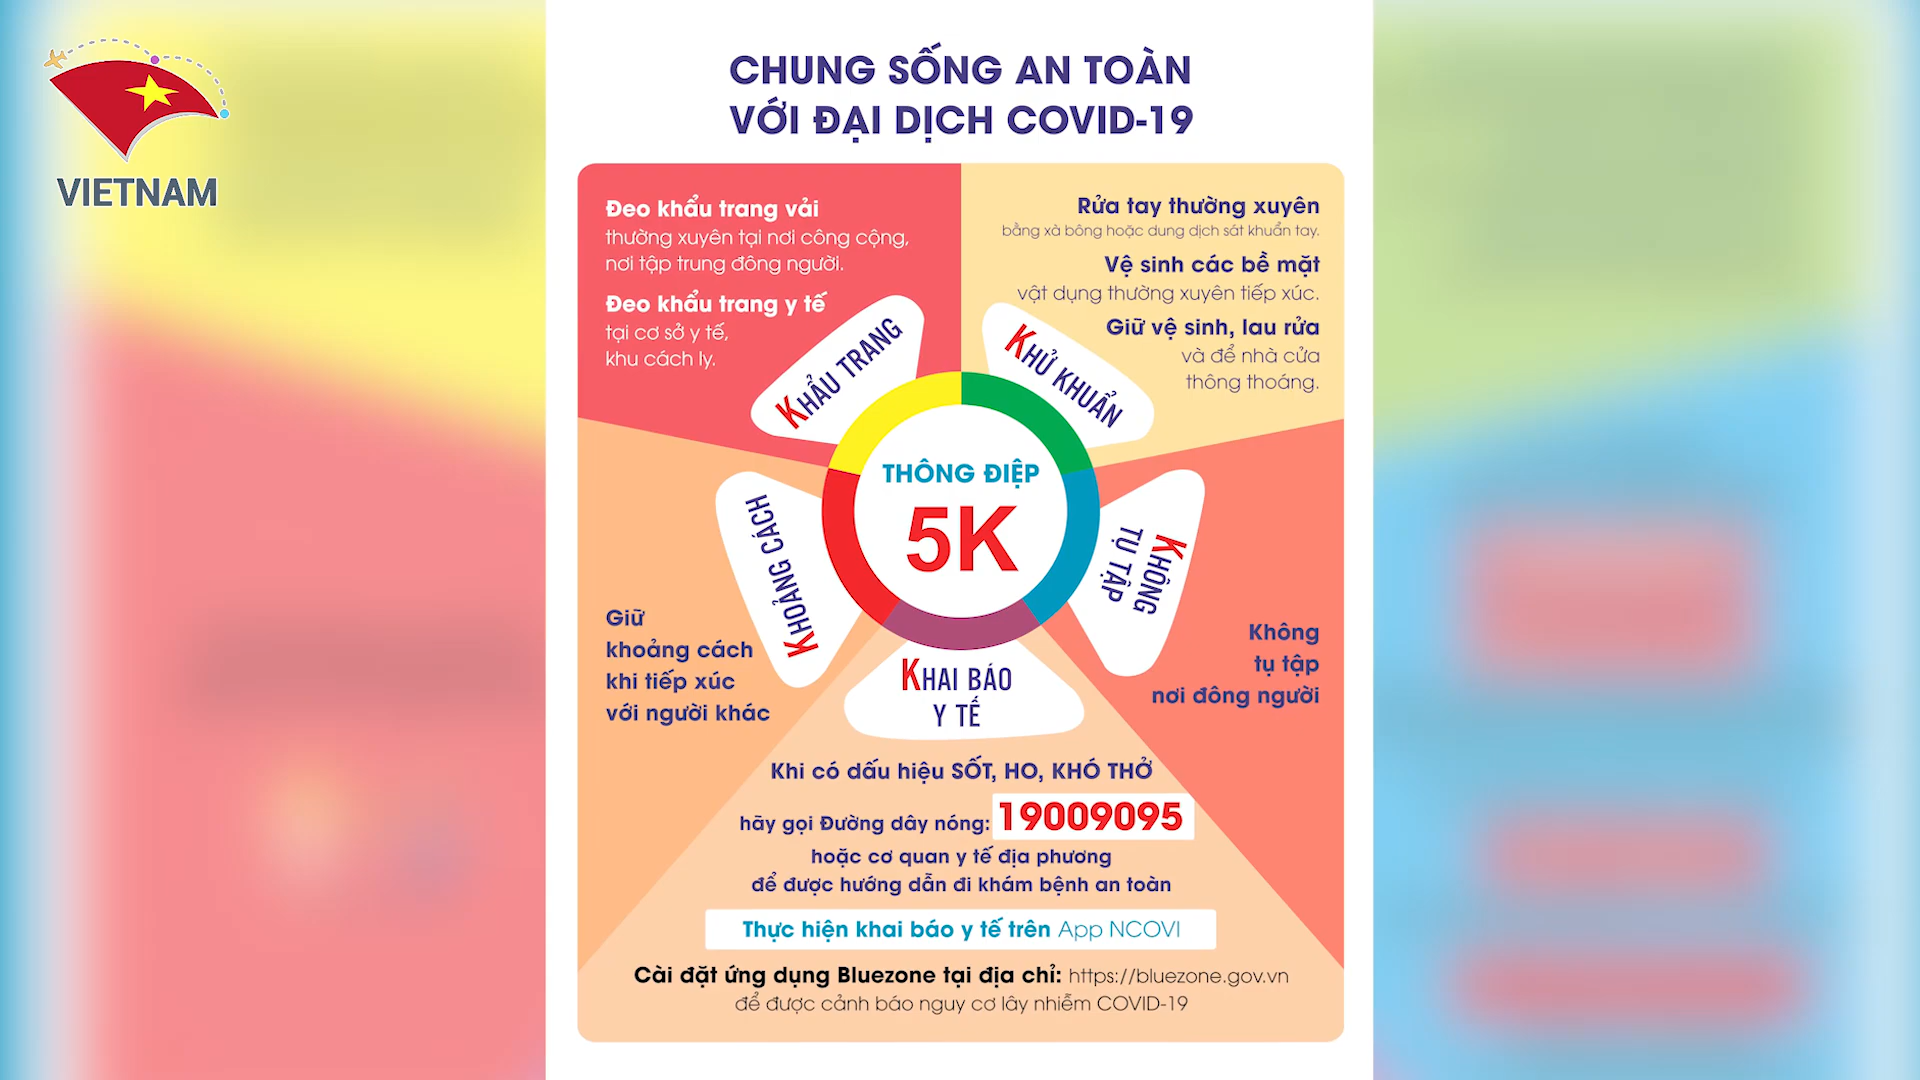 VIETNAM
CHUNG SỐNG AN TOÀN
VỚI ĐẠI DỊCH COVID-19
Đeo khẩu trang vải
thường xuyên tại nơi công cộng,
nơi tập trung đông người.
Đeo khẩu trang y tế
tại cơ sở y tế,
khu cách ly.
KHẨU TRANG
Rửa tay thường xuyên
bằng xà bông hoặc dung dịch sát khuẩn tay.
Vệ sinh các bề mặt
vật dụng thường xuyên tiếp xúc.
Giữ vệ sinh, lau rửa
và để nhà cửa
thông thoáng.
KHỬ KHUẨN
THÔNG ĐIỆP
5K
KHOẢNG CÁCH
Giữ
khoảng cách
khi tiếp xúc
với người khác
KHÔNG
TỤ TẬP
Không
tụ tập
nơi đông người
KHAI BÁO
Y TẾ
Khi có dấu hiệu SỐT, HO, KHÓ THỞ
hãy gọi Đường dây nóng: 19009095
hoặc cơ quan y tế địa phương
để được hướng dẫn đi khám bệnh an toàn
Thực hiện khai báo y tế trên App NCOVI
Cài đặt ứng dụng Bluezone tại địa chỉ: https://bluezone.gov.vn
để được cảnh báo nguy cơ lây nhiễm COVID-19